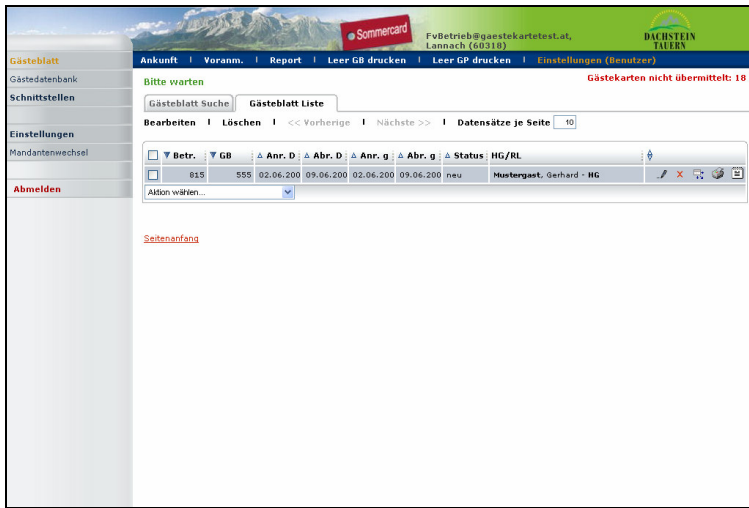 Sommercard
FvBetrieb@gaestekartetest.at,
Lannach (60318)
DACHSTEIN
TAUERN
Gästeblatt
Gästedatenbank
Schnittstellen
Einstellungen
Mandantenwechsel
Abmelden
Ankunft | Voranm. | Report | Leer GB drucken | Leer GP drucken | Einstellungen (Benutzer)
Gästekarten nicht übermittelt: 18
Bitte warten
Gästeblatt Suche Gästeblatt Liste
Bearbeiten | Löschen | << Vorherige | Nächste >> | Datensätze je Seite 10
Betr. GB Anr. D Abr. D Anr. g Abr. g Status HG/RL
815 555 02.06.200 09.06.200 02.06.200 09.06.200 neu Mustergast, Gerhard - HG
Aktion wählen...
Seitenanfang